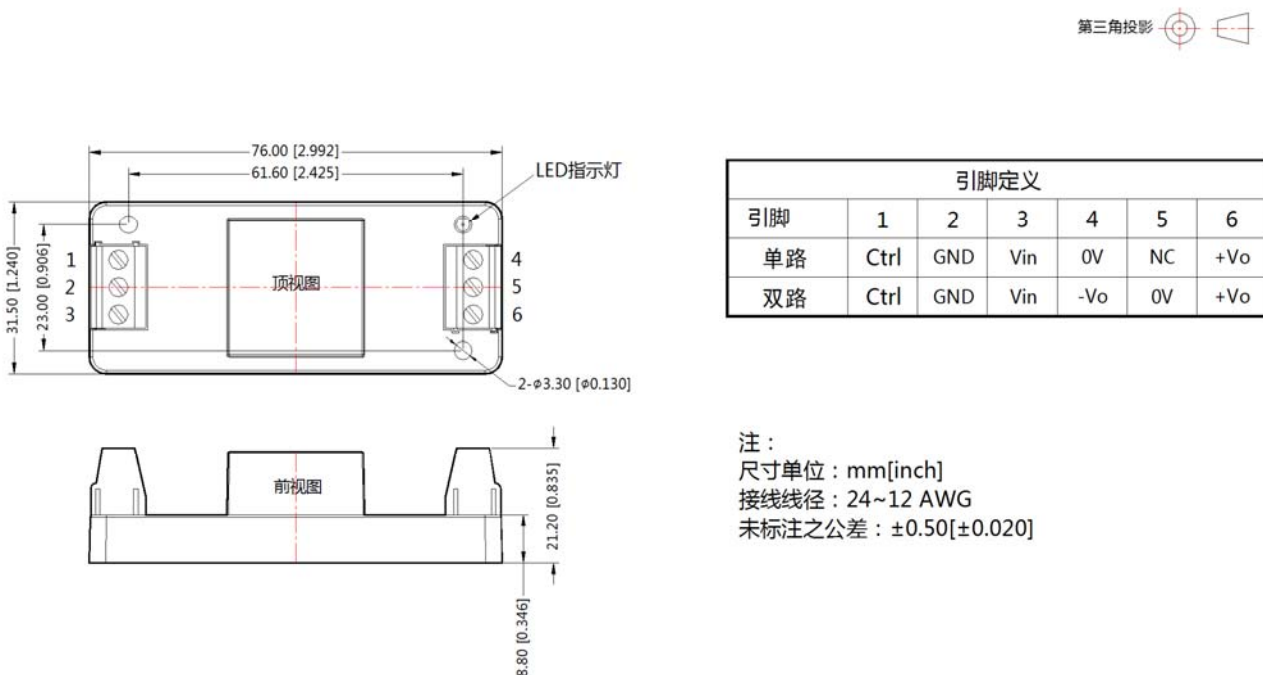 第三角投影
76.00 [2.992]
61.60 [2.425]
LED指示灯
31.50 [1.240]
23.00 [0.906]
1
2
3
顶视图
4
5
6
2-φ3.30 [φ0.130]
引脚定义
引脚 1 2 3 4 5 6
单路 Ctrl GND Vin 0V NC +Vo
双路 Ctrl GND Vin -Vo 0V +Vo
前视图
21.20 [0.835]
8.80 [0.346]
注：
尺寸单位：mm[inch]
接线线径：24~12 AWG
未标注之公差：±0.50[±0.020]